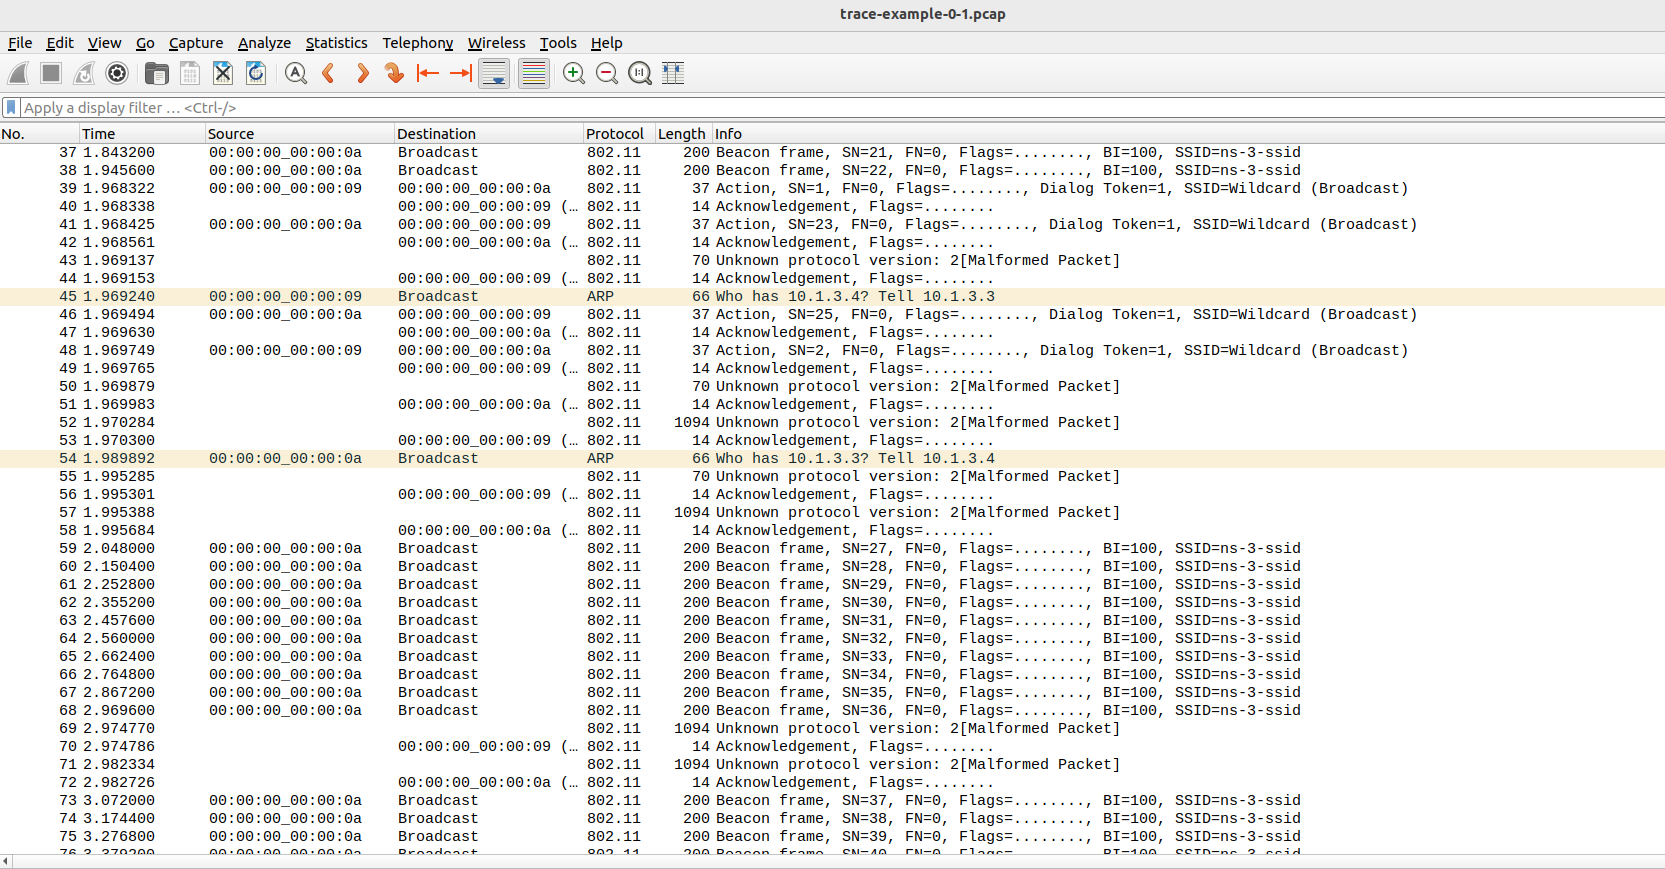 trace-example-0-1.pcap
File Edit View Go Capture Analyze Statistics Telephony Wireless Tools Help
Apply a display filter … <Ctrl-/>
No. Time Source Destination Protocol Length Info
37 1.843200 00:00:00_00:00:0a Broadcast 802.11 200 Beacon frame, SN=21, FN=0, Flags=........, BI=100, SSID=ns-3-ssid
38 1.945600 00:00:00_00:00:0a Broadcast 802.11 200 Beacon frame, SN=22, FN=0, Flags=........, BI=100, SSID=ns-3-ssid
39 1.968322 00:00:00_00:00:09 00:00:00_00:00:0a 802.11 37 Action, SN=1, FN=0, Flags=........, Dialog Token=1, SSID=Wildcard (Broadcast)
40 1.968338 00:00:00_00:00:09 (… 802.11 14 Acknowledgement, Flags=........
41 1.968425 00:00:00_00:00:0a 00:00:00_00:00:09 802.11 37 Action, SN=23, FN=0, Flags=........, Dialog Token=1, SSID=Wildcard (Broadcast)
42 1.968561 00:00:00_00:00:0a (… 802.11 14 Acknowledgement, Flags=........
43 1.969137 802.11 70 Unknown protocol version: 2[Malformed Packet]
44 1.969153 00:00:00_00:00:09 (… 802.11 14 Acknowledgement, Flags=........
45 1.969240 00:00:00_00:00:09 Broadcast ARP 66 Who has 10.1.3.4? Tell 10.1.3.3
46 1.969494 00:00:00_00:00:0a 00:00:00_00:00:09 802.11 37 Action, SN=25, FN=0, Flags=........, Dialog Token=1, SSID=Wildcard (Broadcast)
47 1.969630 00:00:00_00:00:0a (… 802.11 14 Acknowledgement, Flags=........
48 1.969749 00:00:00_00:00:09 00:00:00_00:00:0a 802.11 37 Action, SN=2, FN=0, Flags=........, Dialog Token=1, SSID=Wildcard (Broadcast)
49 1.969765 00:00:00_00:00:09 (… 802.11 14 Acknowledgement, Flags=........
50 1.969879 802.11 70 Unknown protocol version: 2[Malformed Packet]
51 1.969983 00:00:00_00:00:0a (… 802.11 14 Acknowledgement, Flags=........
52 1.970284 802.11 1094 Unknown protocol version: 2[Malformed Packet]
53 1.970300 00:00:00_00:00:09 (… 802.11 14 Acknowledgement, Flags=........
54 1.989892 00:00:00_00:00:0a Broadcast ARP 66 Who has 10.1.3.3? Tell 10.1.3.4
55 1.995285 802.11 70 Unknown protocol version: 2[Malformed Packet]
56 1.995301 00:00:00_00:00:09 (… 802.11 14 Acknowledgement, Flags=........
57 1.995388 802.11 1094 Unknown protocol version: 2[Malformed Packet]
58 1.995684 00:00:00_00:00:0a (… 802.11 14 Acknowledgement, Flags=........
59 2.048000 00:00:00_00:00:0a Broadcast 802.11 200 Beacon frame, SN=27, FN=0, Flags=........, BI=100, SSID=ns-3-ssid
60 2.150400 00:00:00_00:00:0a Broadcast 802.11 200 Beacon frame, SN=28, FN=0, Flags=........, BI=100, SSID=ns-3-ssid
61 2.252800 00:00:00_00:00:0a Broadcast 802.11 200 Beacon frame, SN=29, FN=0, Flags=........, BI=100, SSID=ns-3-ssid
62 2.355200 00:00:00_00:00:0a Broadcast 802.11 200 Beacon frame, SN=30, FN=0, Flags=........, BI=100, SSID=ns-3-ssid
63 2.457600 00:00:00_00:00:0a Broadcast 802.11 200 Beacon frame, SN=31, FN=0, Flags=........, BI=100, SSID=ns-3-ssid
64 2.560000 00:00:00_00:00:0a Broadcast 802.11 200 Beacon frame, SN=32, FN=0, Flags=........, BI=100, SSID=ns-3-ssid
65 2.662400 00:00:00_00:00:0a Broadcast 802.11 200 Beacon frame, SN=33, FN=0, Flags=........, BI=100, SSID=ns-3-ssid
66 2.764800 00:00:00_00:00:0a Broadcast 802.11 200 Beacon frame, SN=34, FN=0, Flags=........, BI=100, SSID=ns-3-ssid
67 2.867200 00:00:00_00:00:0a Broadcast 802.11 200 Beacon frame, SN=35, FN=0, Flags=........, BI=100, SSID=ns-3-ssid
68 2.969600 00:00:00_00:00:0a Broadcast 802.11 200 Beacon frame, SN=36, FN=0, Flags=........, BI=100, SSID=ns-3-ssid
69 2.974770 802.11 1094 Unknown protocol version: 2[Malformed Packet]
70 2.974786 00:00:00_00:00:09 (… 802.11 14 Acknowledgement, Flags=........
71 2.982334 802.11 1094 Unknown protocol version: 2[Malformed Packet]
72 2.982726 00:00:00_00:00:0a (… 802.11 14 Acknowledgement, Flags=........
73 3.072000 00:00:00_00:00:0a Broadcast 802.11 200 Beacon frame, SN=37, FN=0, Flags=........, BI=100, SSID=ns-3-ssid
74 3.174400 00:00:00_00:00:0a Broadcast 802.11 200 Beacon frame, SN=38, FN=0, Flags=........, BI=100, SSID=ns-3-ssid
75 3.276800 00:00:00_00:00:0a Broadcast 802.11 200 Beacon frame, SN=39, FN=0, Flags=........, BI=100, SSID=ns-3-ssid